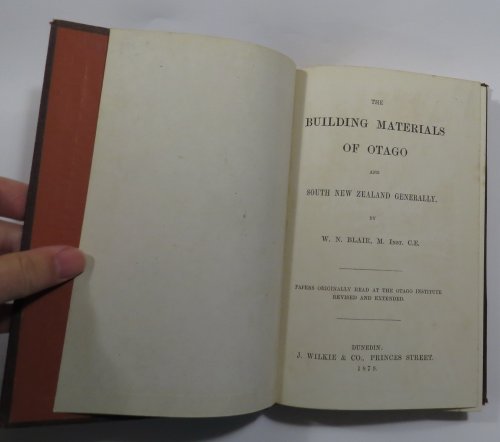 THE
BUILDING MATERIALS
OF OTAGO
AND
SOUTH NEW ZEALAND GENERALLY.
BY
W. N. BLAIR, M. INST. C.E.
PAPERS ORIGINALLY READ AT THE OTAGO INSTITUTE
REVISED AND EXTENDED.
DUNEDIN:
J. WILKIE & CO., PRINCES STREET.
1879.